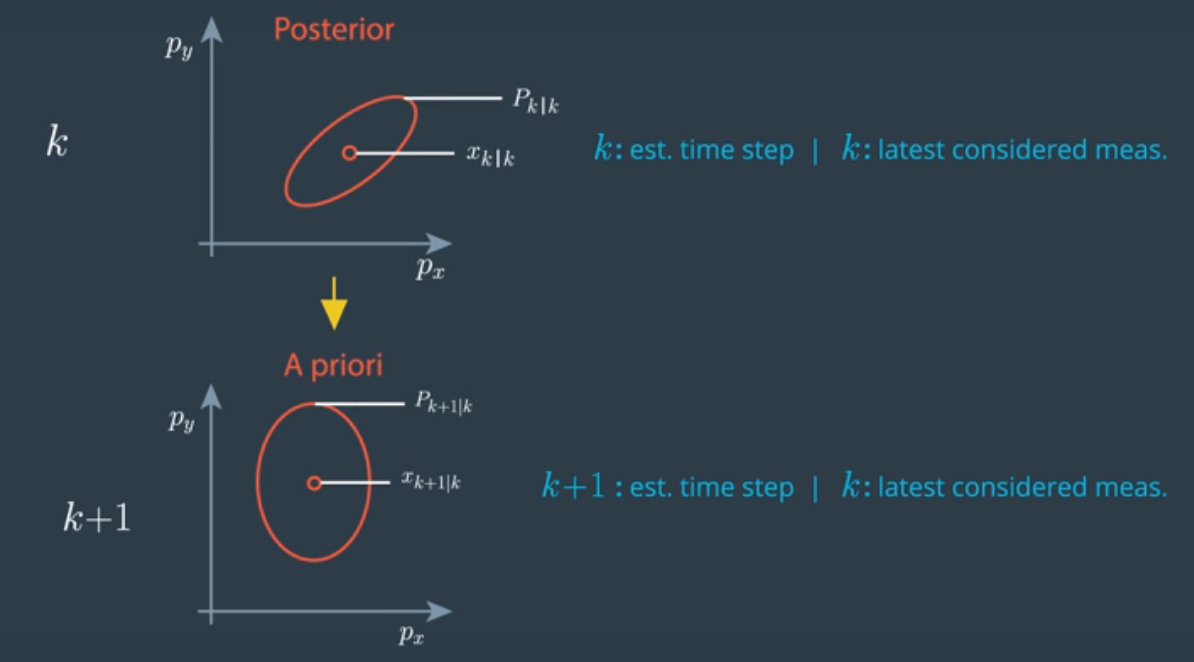 Posterior
p_y
P_{k|k}
k
x_{k|k}
k: est. time step | k: latest considered meas.
p_x
A priori
p_y
P_{k+1|k}
x_{k+1|k}
k+1 : est. time step | k: latest considered meas.
k+1
p_x